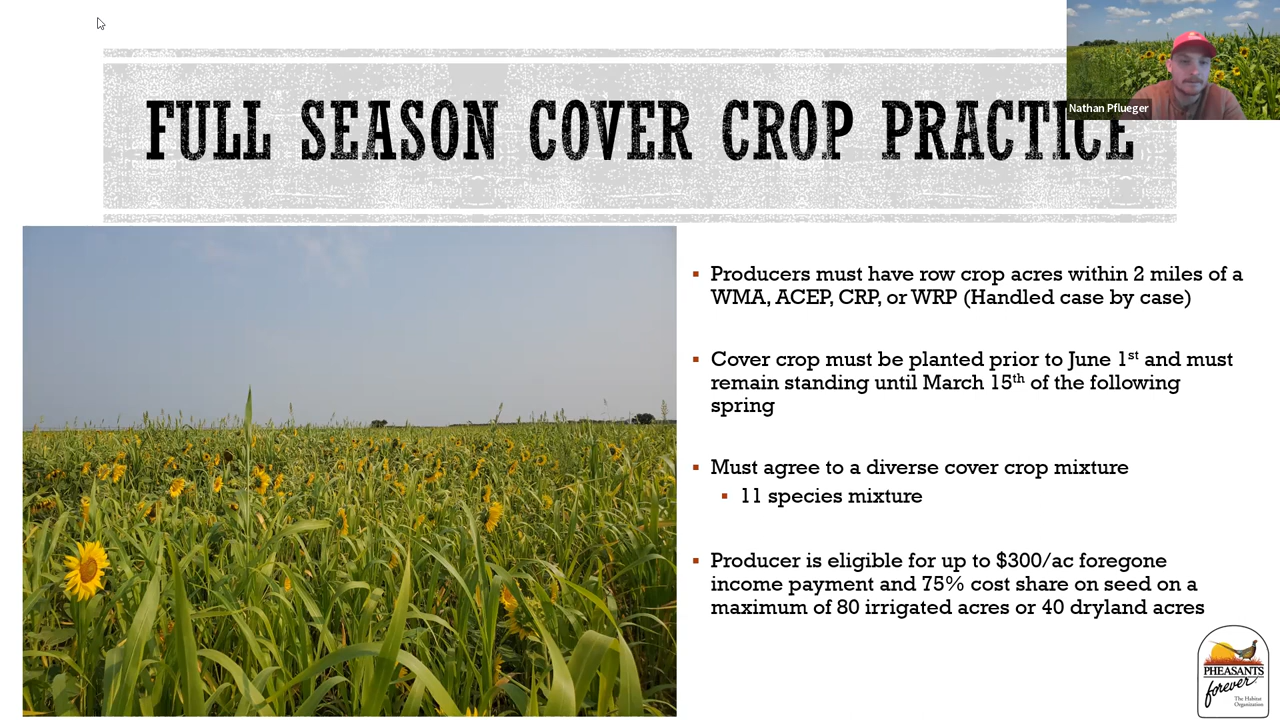 Nathan Pflueger
FULL SEASON COVER CROP PRACTICE
▪ Producers must have row crop acres within 2 miles of a
WMA, ACEP, CRP, or WRP (Handled case by case)
▪ Cover crop must be planted prior to June 1st and must
remain standing until March 15th of the following
spring
▪ Must agree to a diverse cover crop mixture
▪ 11 species mixture
▪ Producer is eligible for up to $300/ac foregone
income payment and 75% cost share on seed on a
maximum of 80 irrigated acres or 40 dryland acres
PHEASANTS
forever
The Habitat
Organization